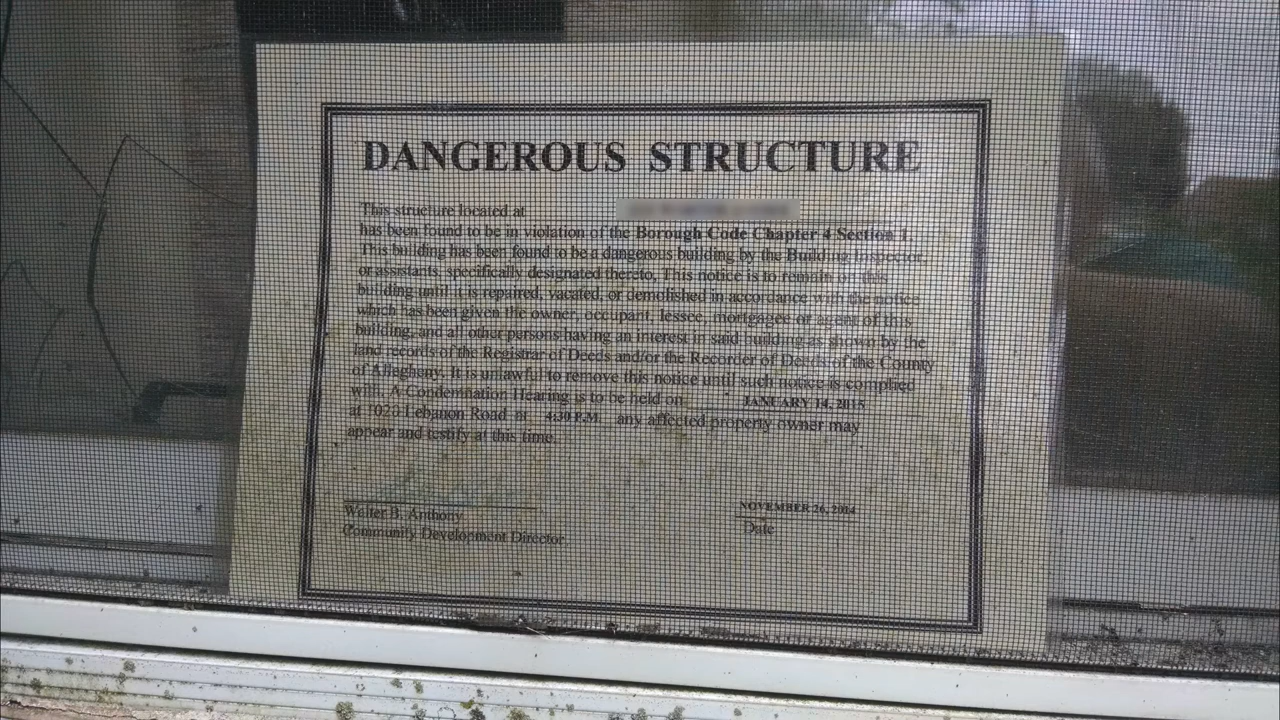 DANGEROUS STRUCTURE
This structure located at
has been found to be in violation of the Borough Code Chapter 4 Section 1.
This building has been found to be a dangerous building by the Building Inspector,
or assistants, specifically designated thereto. This notice is to remain on this
building until it is repaired, vacated, or demolished in accordance with the notice
which has been given the owner, occupant, lessee, mortgagee or agent of this
building, and all other persons having an interest in said building as shown by the
land records of the Registrar of Deeds and/or the Recorder of Deeds of the County
of Allegheny. It is unlawful to remove this notice until such notice is complied
with. A Condemnation Hearing is to be held on JANUARY 14, 2015
at 1020 Lebanon Road at 4:30 P.M. any affected property owner may
appear and testify at this time.
Walter B. Anthony
Community Development Director
NOVEMBER 26, 2014
Date